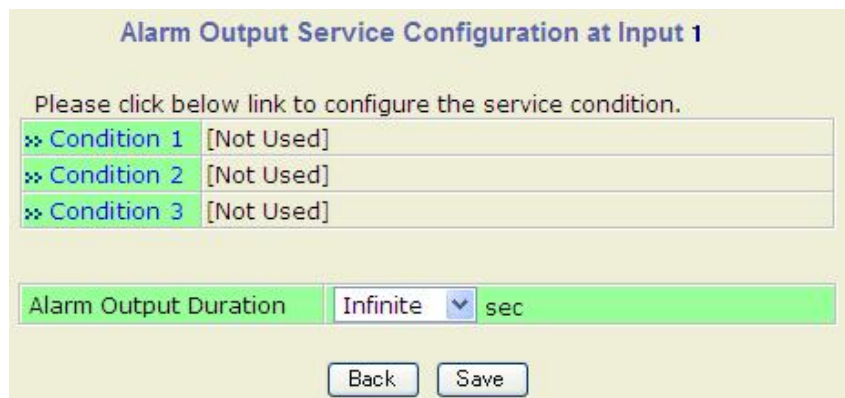 Alarm Output Service Configuration at Input 1
Please click below link to configure the service condition.
» Condition 1 [Not Used]
» Condition 2 [Not Used]
» Condition 3 [Not Used]
Alarm Output Duration Infinite sec
Back Save